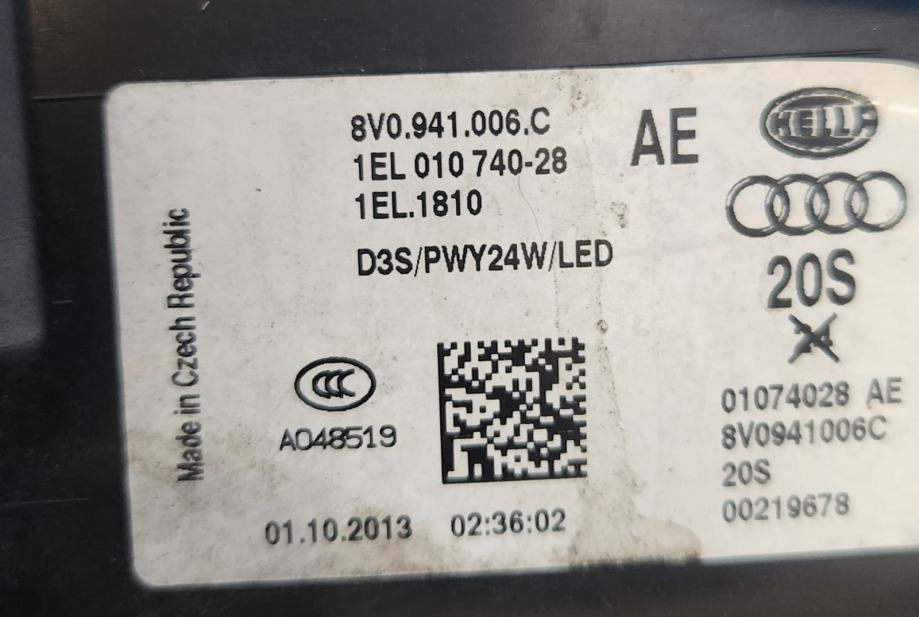 8V0.941.006.C
1EL 010 740-28
1EL.1810
D3S/PWY24W/LED
AE
HELLA
20S
Made in Czech Republic
CCC
A048519
01.10.2013 02:36:02
01074028 AE
8V0941006C
20S
00219678